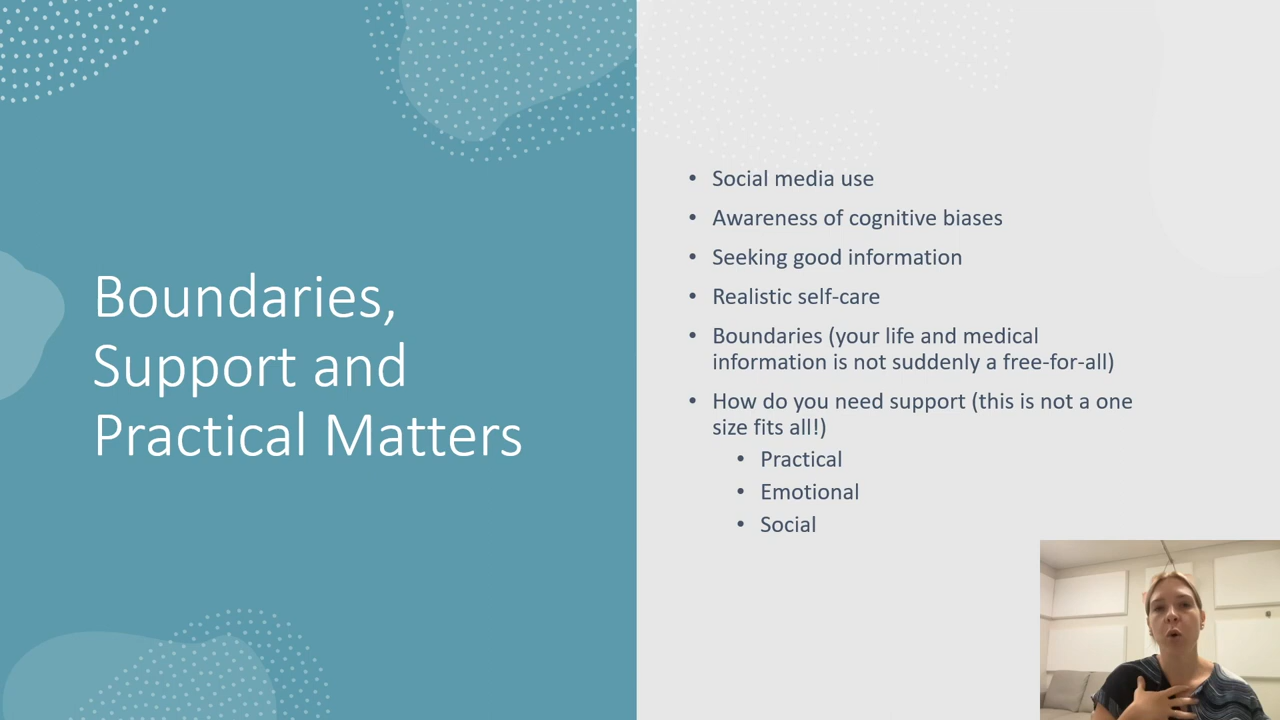 Boundaries,
Support and
Practical Matters
• Social media use
• Awareness of cognitive biases
• Seeking good information
• Realistic self-care
• Boundaries (your life and medical
information is not suddenly a free-for-all)
• How do you need support (this is not a one
size fits all!)
• Practical
• Emotional
• Social